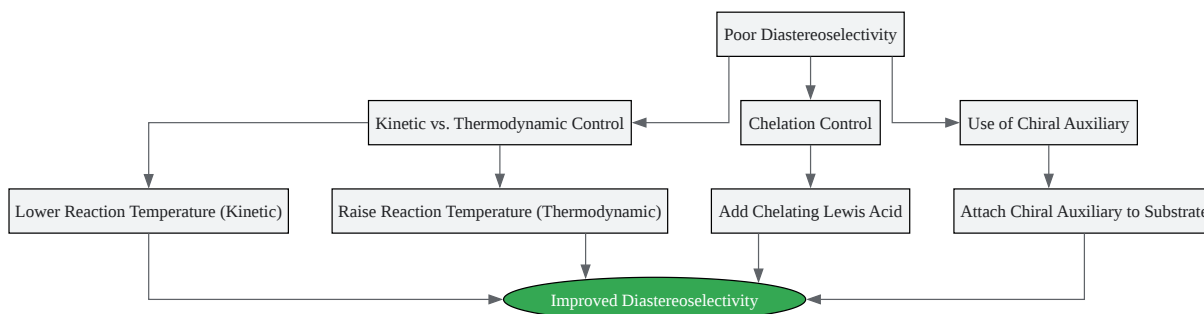 Poor Diastereoselectivity
Kinetic vs. Thermodynamic Control
Chelation Control
Use of Chiral Auxiliary
Lower Reaction Temperature (Kinetic)
Raise Reaction Temperature (Thermodynamic)
Add Chelating Lewis Acid
Attach Chiral Auxiliary to Substrate
Improved Diastereoselectivity